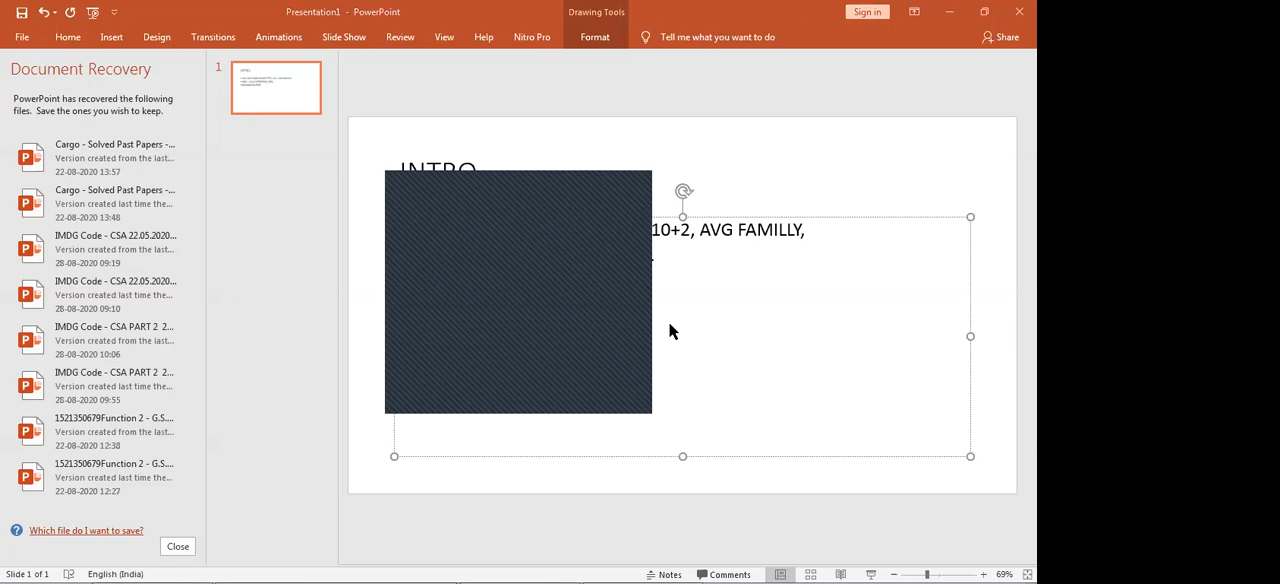 Presentation1 - PowerPoint
Drawing Tools
Sign in
File
Home
Insert
Design
Transitions
Animations
Slide Show
Review
View
Help
Nitro Pro
Format
Tell me what you want to do
Share
Document Recovery
PowerPoint has recovered the following
files. Save the ones you wish to keep.
Cargo - Solved Past Papers -...
Version created from the last...
22-08-2020 13:57
Cargo - Solved Past Papers -...
Version created last time the...
22-08-2020 13:48
IMDG Code - CSA 22.05.2020...
Version created from the last...
28-08-2020 09:19
IMDG Code - CSA 22.05.2020...
Version created last time the...
28-08-2020 09:10
IMDG Code - CSA PART 2 2...
Version created from the last...
28-08-2020 10:06
IMDG Code - CSA PART 2 2...
Version created last time the...
28-08-2020 09:55
1521350679Function 2 - G.S....
Version created from the last...
22-08-2020 12:38
1521350679Function 2 - G.S....
Version created last time the...
22-08-2020 12:27
Which file do I want to save?
Close
1
INTRO
10+2, AVG FAMILLY,
Slide 1 of 1
English (India)
Notes
Comments
69%